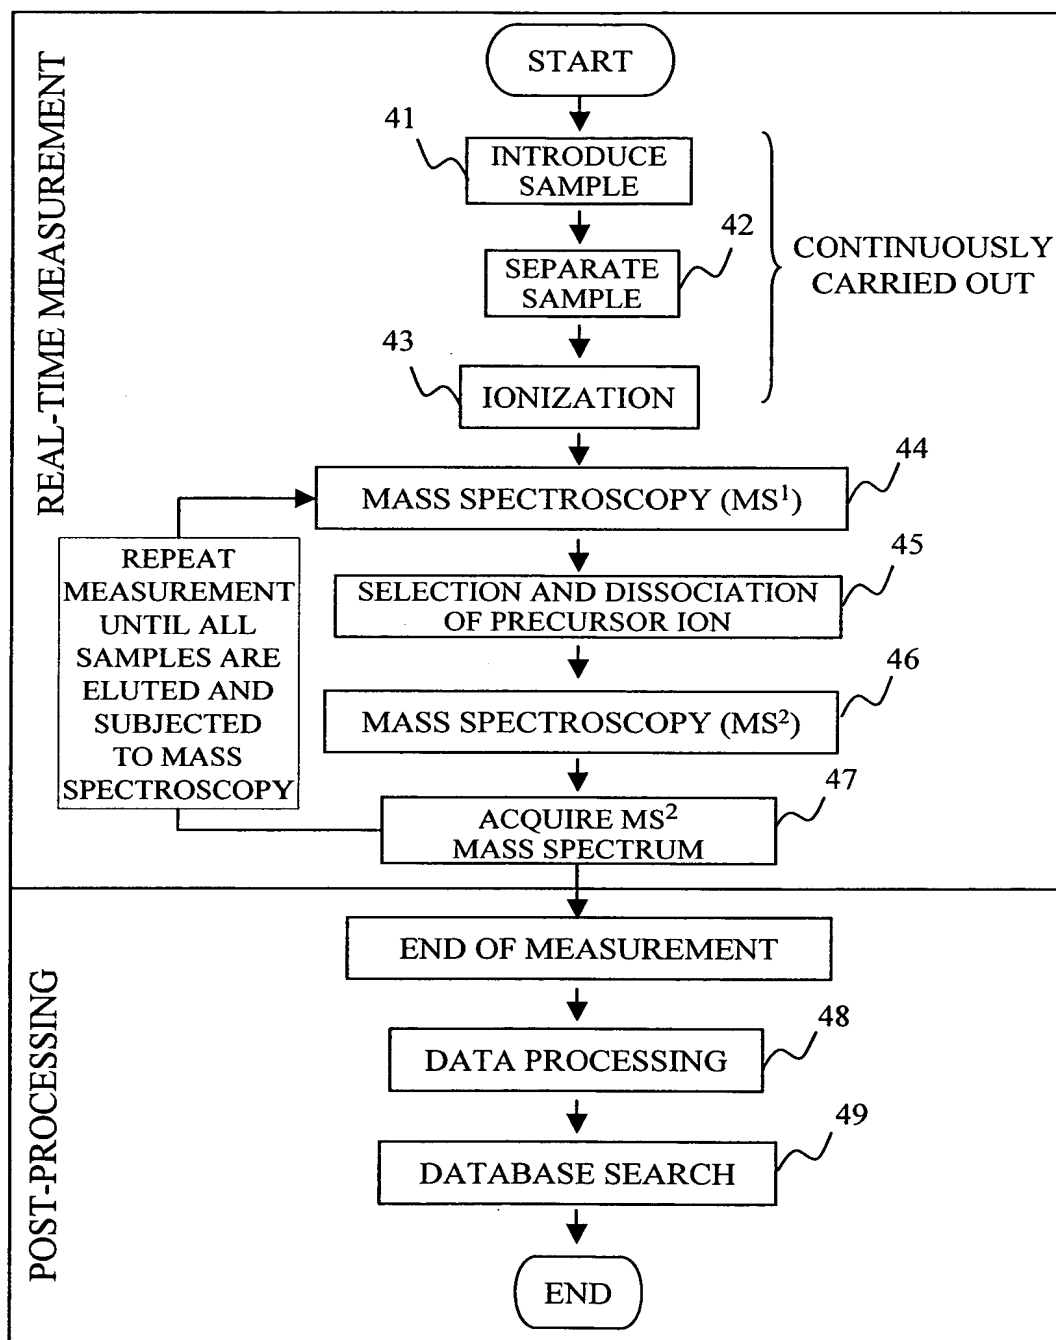 REAL-TIME MEASUREMENT
START
41
INTRODUCE
SAMPLE
42
SEPARATE
SAMPLE
CONTINUOUSLY
CARRIED OUT
43
IONIZATION
44
MASS SPECTROSCOPY (MS¹)
45
SELECTION AND DISSOCIATION
OF PRECURSOR ION
REPEAT
MEASUREMENT
UNTIL ALL
SAMPLES ARE
ELUTED AND
SUBJECTED
TO MASS
SPECTROSCOPY
46
MASS SPECTROSCOPY (MS²)
47
ACQUIRE MS²
MASS SPECTRUM
POST-PROCESSING
END OF MEASUREMENT
48
DATA PROCESSING
49
DATABASE SEARCH
END